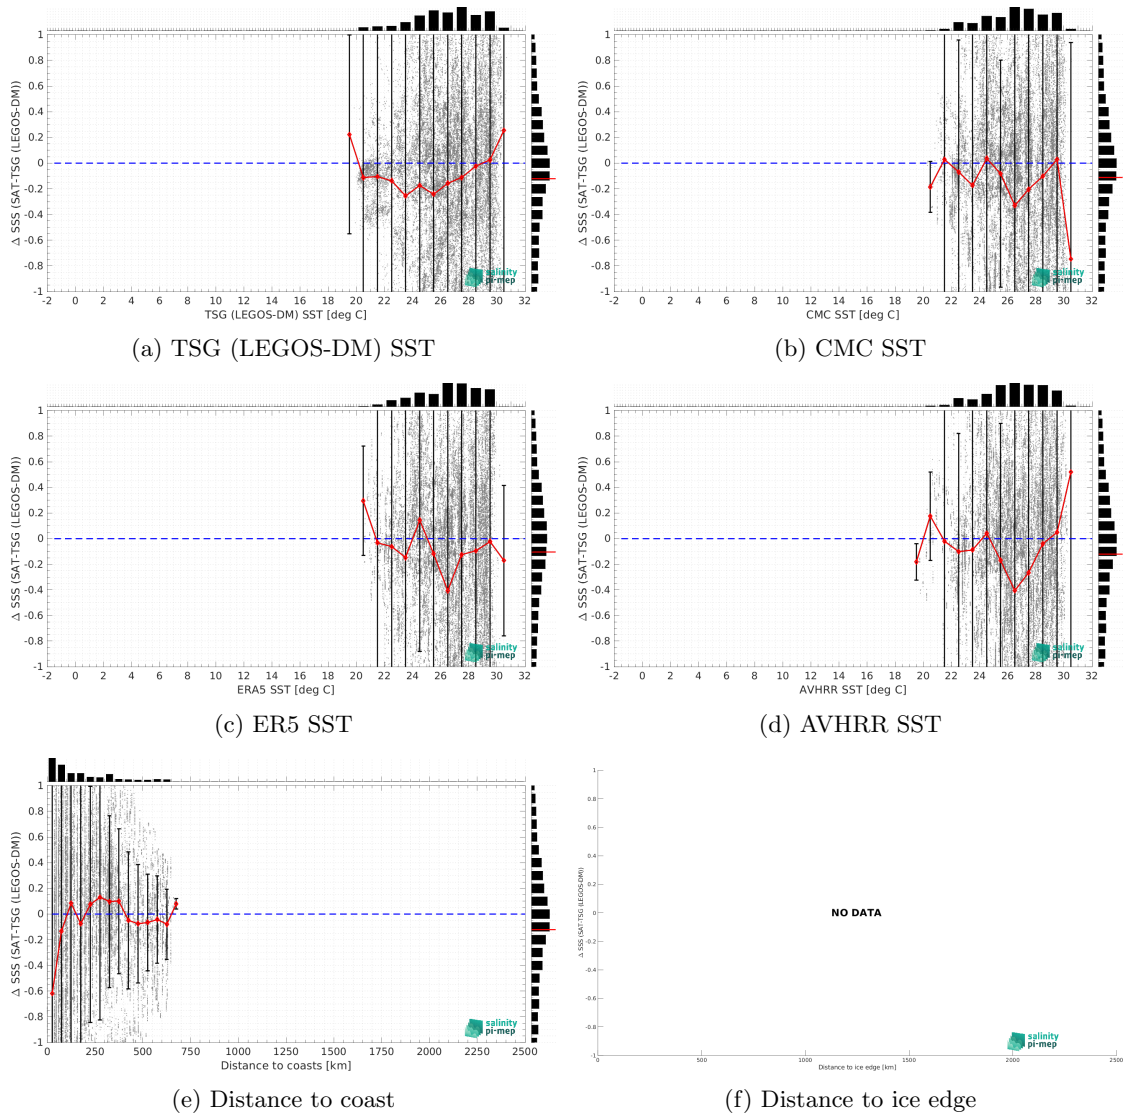 1
0.8
0.6
0.4
0.2
0
-0.2
-0.4
-0.6
-0.8
-1
Δ SSS (SAT-TSG (LEGOS-DM))
salinity
pi-mep
-2 0 2 4 6 8 10 12 14 16 18 20 22 24 26 28 30 32
TSG (LEGOS-DM) SST [deg C]
(a) TSG (LEGOS-DM) SST
1
0.8
0.6
0.4
0.2
0
-0.2
-0.4
-0.6
-0.8
-1
Δ SSS (SAT-TSG (LEGOS-DM))
salinity
pi-mep
-2 0 2 4 6 8 10 12 14 16 18 20 22 24 26 28 30 32
CMC SST [deg C]
(b) CMC SST
1
0.8
0.6
0.4
0.2
0
-0.2
-0.4
-0.6
-0.8
-1
Δ SSS (SAT-TSG (LEGOS-DM))
salinity
pi-mep
-2 0 2 4 6 8 10 12 14 16 18 20 22 24 26 28 30 32
ERA5 SST [deg C]
(c) ER5 SST
1
0.8
0.6
0.4
0.2
0
-0.2
-0.4
-0.6
-0.8
-1
Δ SSS (SAT-TSG (LEGOS-DM))
salinity
pi-mep
-2 0 2 4 6 8 10 12 14 16 18 20 22 24 26 28 30 32
AVHRR SST [deg C]
(d) AVHRR SST
1
0.8
0.6
0.4
0.2
0
-0.2
-0.4
-0.6
-0.8
-1
Δ SSS (SAT-TSG (LEGOS-DM))
salinity
pi-mep
0 250 500 750 1000 1250 1500 1750 2000 2250 2500
Distance to coasts [km]
(e) Distance to coast
1
0.8
0.6
0.4
0.2
0
-0.2
-0.4
-0.6
-0.8
-1
Δ SSS (SAT-TSG (LEGOS-DM))
NO DATA
salinity
pi-mep
0 500 1000 1500 2000 2500
Distance to ice edge [km]
(f) Distance to ice edge